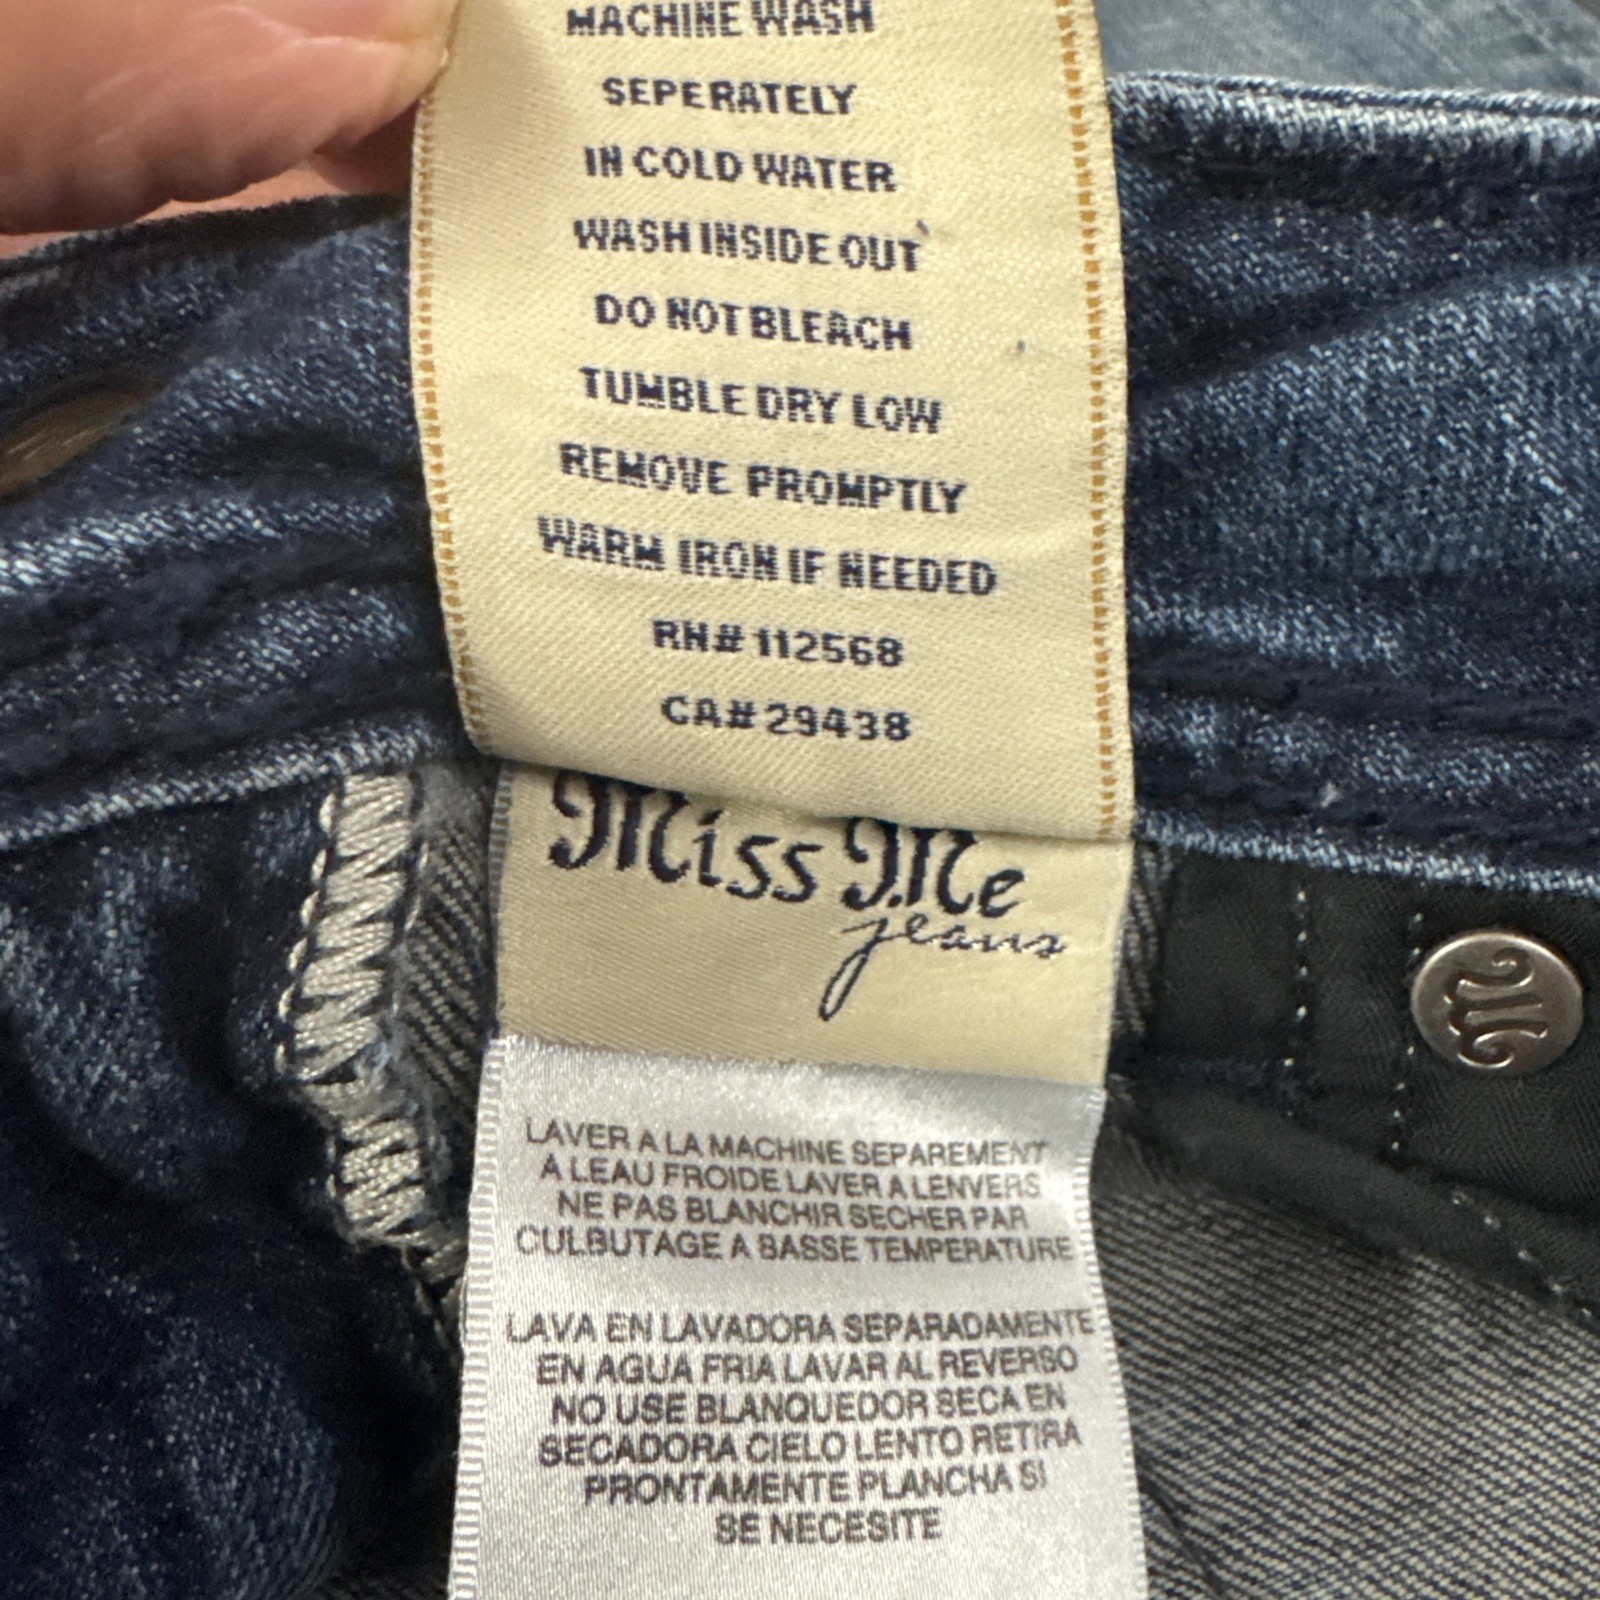 MACHINE WASH
SEPERATELY
IN COLD WATER
WASH INSIDE OUT
DO NOT BLEACH
TUMBLE DRY LOW
REMOVE PROMPTLY
WARM IRON IF NEEDED
RN# 112568
CA# 29438
Miss Me
jeans
LAVER A LA MACHINE SEPAREMENT
A LEAU FROIDE LAVER A LENVERS
NE PAS BLANCHIR SECHER PAR
CULBUTAGE A BASSE TEMPERATURE
LAVA EN LAVADORA SEPARADAMENTE
EN AGUA FRIA LAVAR AL REVERSO
NO USE BLANQUEDOR SECA EN
SECADORA CIELO LENTO RETIRA
PRONTAMENTE PLANCHA SI
SE NECESITE